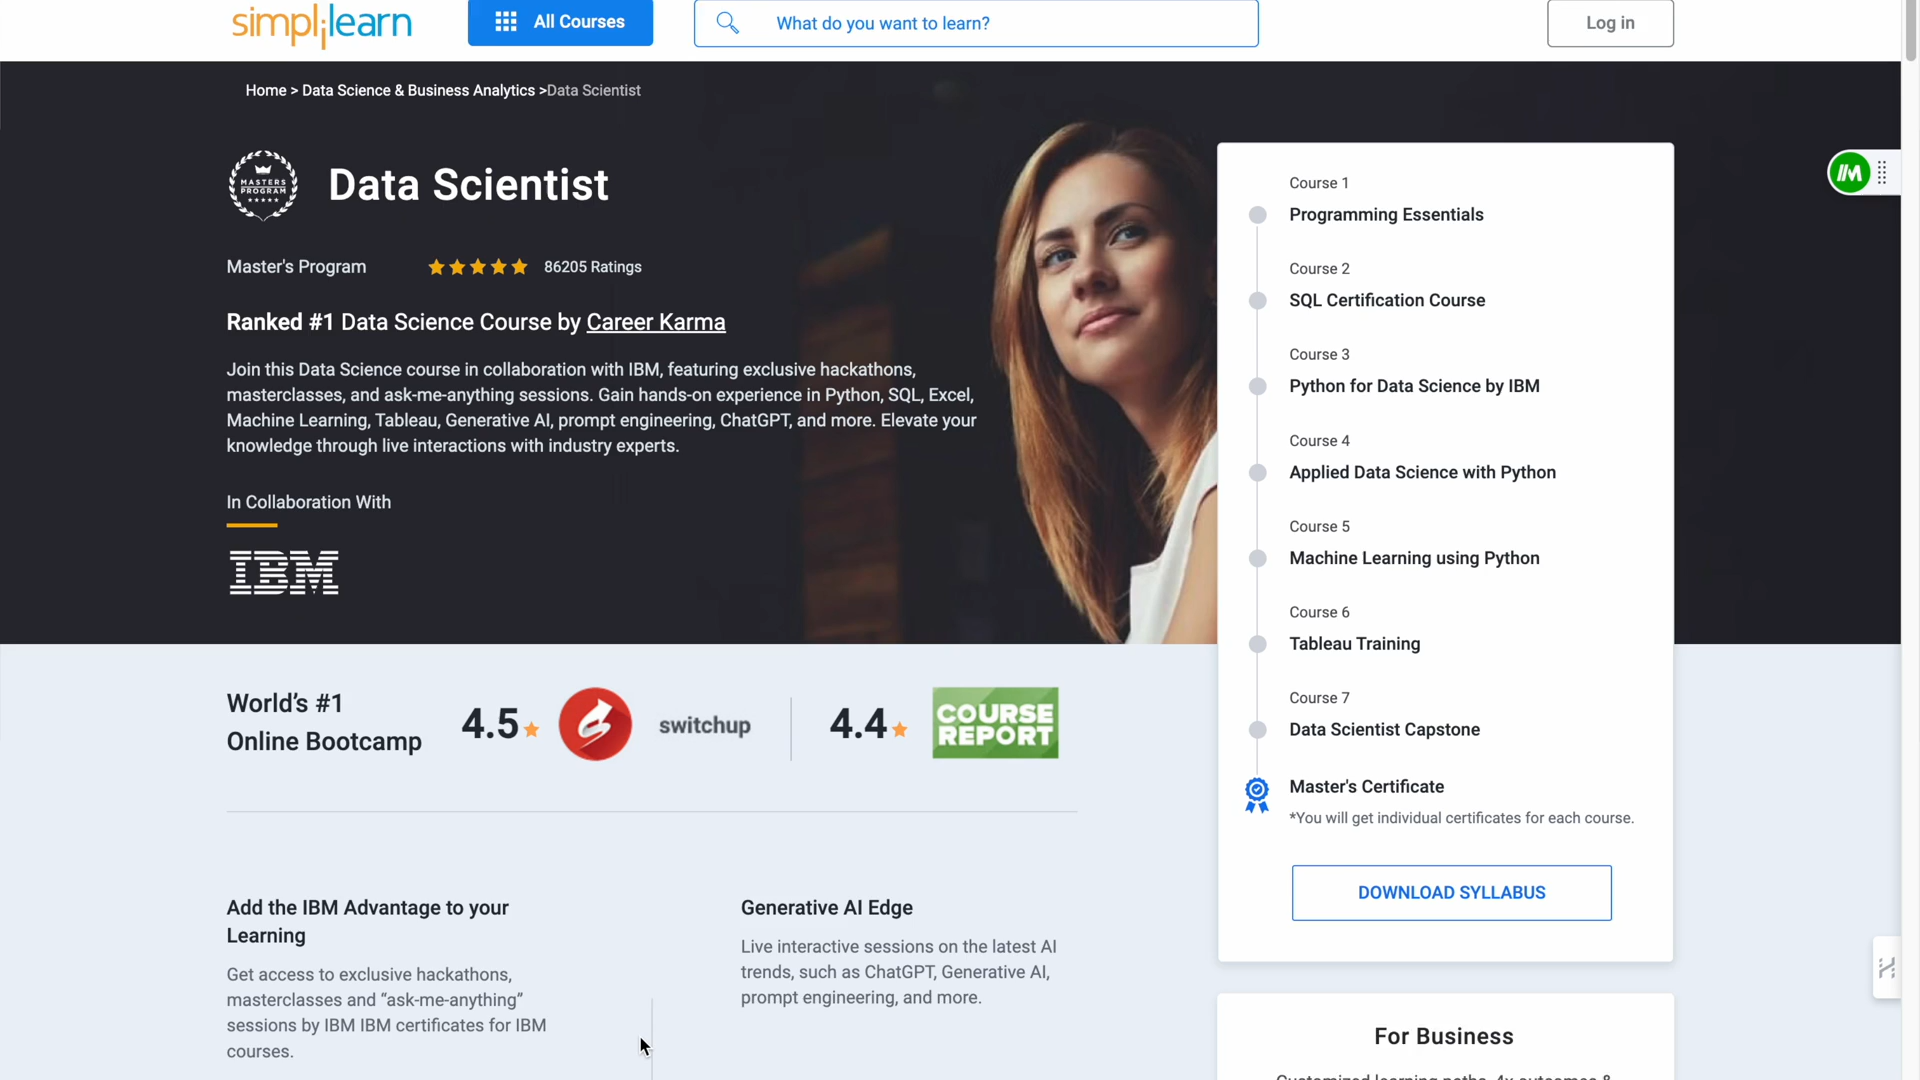 simplilearn
All Courses
What do you want to learn?
Log in
Home > Data Science & Business Analytics >Data Scientist
MASTERS
PROGRAM
Data Scientist
Master's Program
86205 Ratings
Ranked #1 Data Science Course by Career Karma
Join this Data Science course in collaboration with IBM, featuring exclusive hackathons,
masterclasses, and ask-me-anything sessions. Gain hands-on experience in Python, SQL, Excel,
Machine Learning, Tableau, Generative AI, prompt engineering, ChatGPT, and more. Elevate your
knowledge through live interactions with industry experts.
In Collaboration With
IBM
Course 1
Programming Essentials
Course 2
SQL Certification Course
Course 3
Python for Data Science by IBM
Course 4
Applied Data Science with Python
Course 5
Machine Learning using Python
Course 6
Tableau Training
Course 7
Data Scientist Capstone
Master's Certificate
*You will get individual certificates for each course.
DOWNLOAD SYLLABUS
World’s #1
Online Bootcamp
4.5
switchup
4.4
COURSE
REPORT
Add the IBM Advantage to your
Learning
Get access to exclusive hackathons,
masterclasses and “ask-me-anything”
sessions by IBM IBM certificates for IBM
courses.
Generative AI Edge
Live interactive sessions on the latest AI
trends, such as ChatGPT, Generative AI,
prompt engineering, and more.
For Business
Customized learning paths, 4x outcomes &